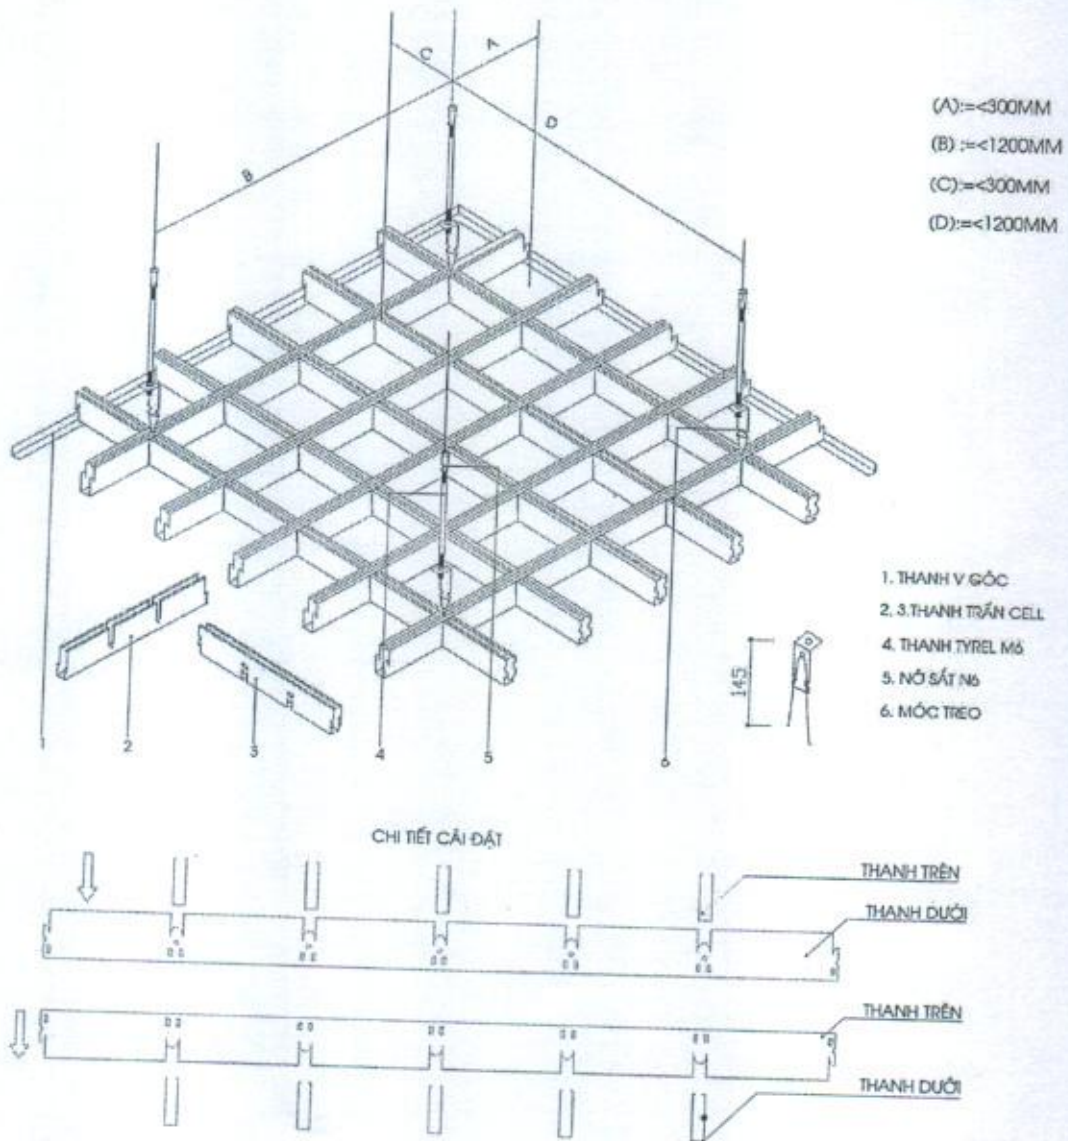 C
A
B
D
(A):=<300MM
(B) :=<1200MM
(C):=<300MM
(D):=<1200MM
1. THANH V GÓC
2, 3.THANH TRẦN CELL
4. THANH TYREL M6
5. NỞ SẮT N6
6. MÓC TREO
145
1
2
3
4
5
6
CHI TIẾT CÀI ĐẶT
THANH TRÊN
THANH DƯỚI
THANH TRÊN
THANH DƯỚI